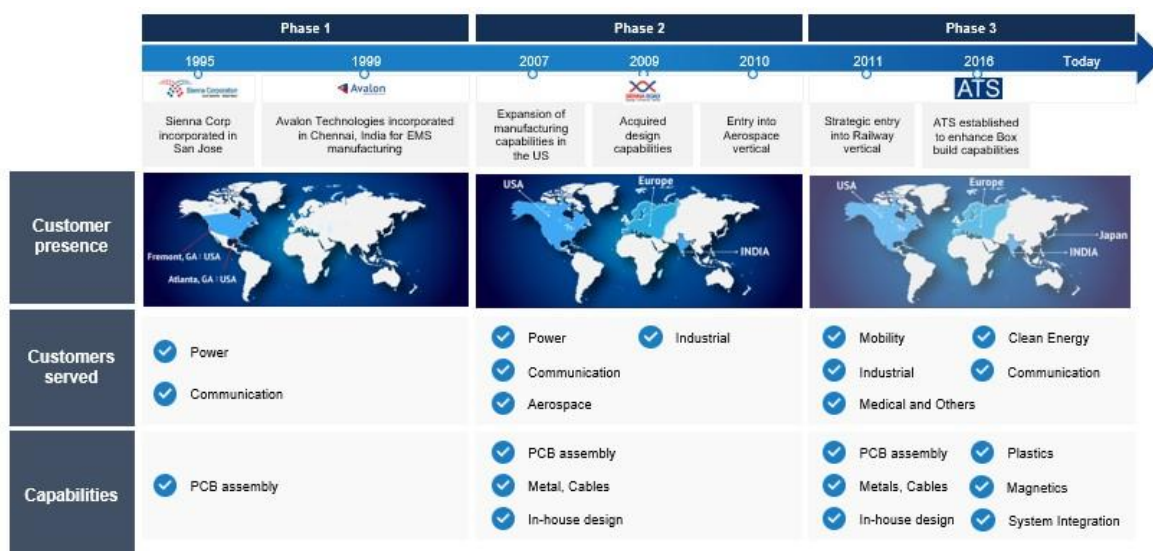 Phase 1
Phase 2
Phase 3
1995
1999
2007
2009
2010
2011
2016
Today
Sienna Corporation
Avalon
ATS
Sienna Corp
incorporated in
San Jose
Avalon Technologies incorporated
in Chennai, India for EMS
manufacturing
Expansion of
manufacturing
capabilities in
the US
Acquired
design
capabilities
Entry into
Aerospace
vertical
Strategic entry
into Railway
vertical
ATS established
to enhance Box
build capabilities
Customer
presence
Fremont, GA : USA
Atlanta, GA : USA
USA
Europe
INDIA
USA
Europe
Japan
INDIA
Customers
served
Power
Communication
Power
Industrial
Communication
Aerospace
Mobility
Clean Energy
Industrial
Communication
Medical and Others
Capabilities
PCB assembly
PCB assembly
Metal, Cables
In-house design
PCB assembly
Plastics
Metals, Cables
Magnetics
In-house design
System Integration